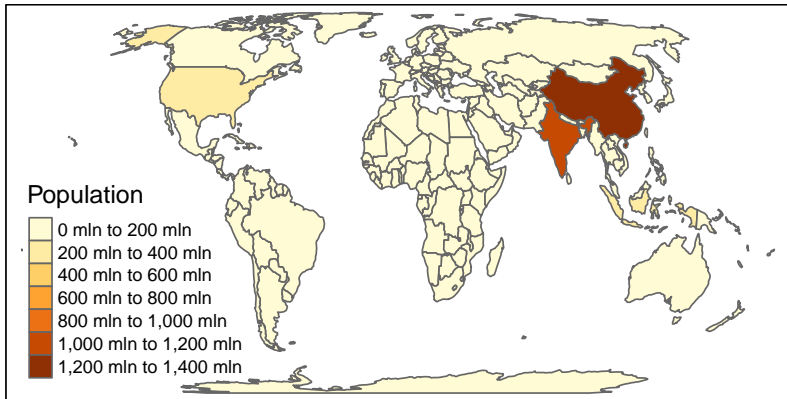 Population
0 mln to 200 mln
200 mln to 400 mln
400 mln to 600 mln
600 mln to 800 mln
800 mln to 1,000 mln
1,000 mln to 1,200 mln
1,200 mln to 1,400 mln